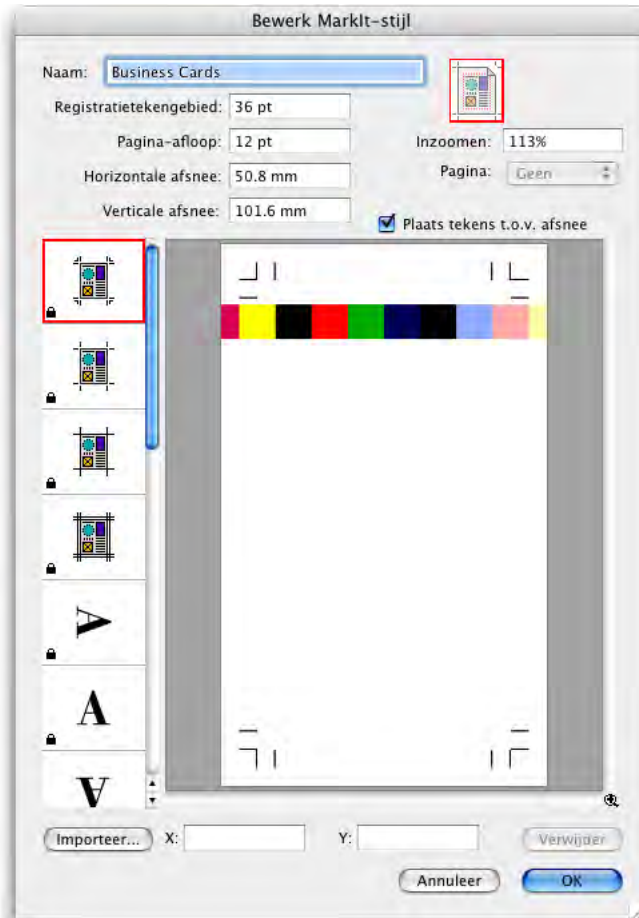 Bewerk MarkIt-stijl
Naam: Business Cards
Registratietekengebied: 36 pt
Pagina-afloop: 12 pt
Inzoomen: 113%
Horizontale afsnee: 50.8 mm
Pagina: Geen
Verticale afsnee: 101.6 mm
Plaats tekens t.o.v. afsnee
A
A
A
Importeer... X: Y: Verwijder
Annuleer OK